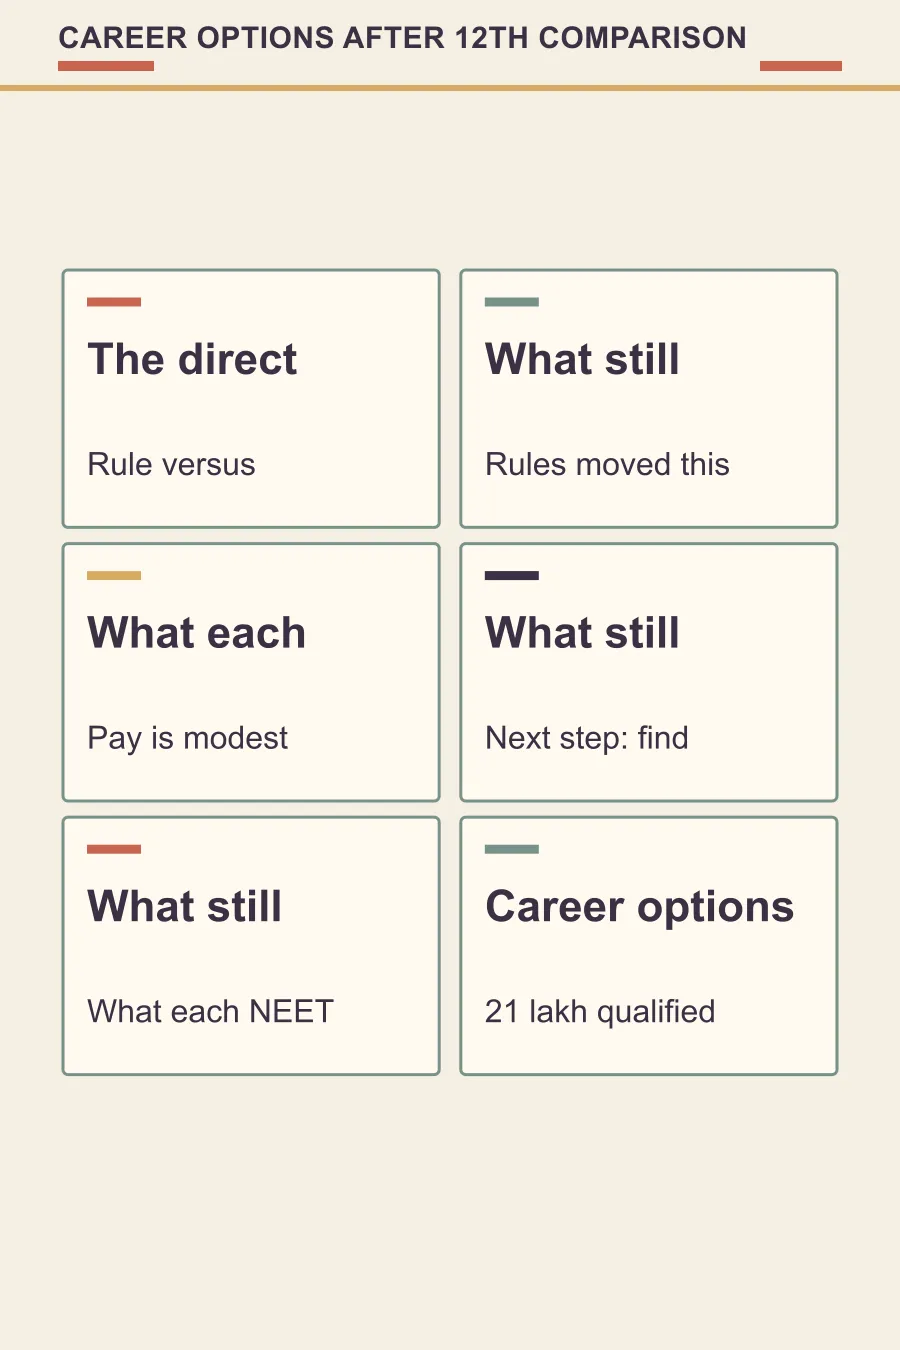 CAREER OPTIONS AFTER 12TH COMPARISON
The direct
Rule versus
What still
Rules moved this
What each
Pay is modest
What still
Next step: find
What still
What each NEET
Career options
21 lakh qualified